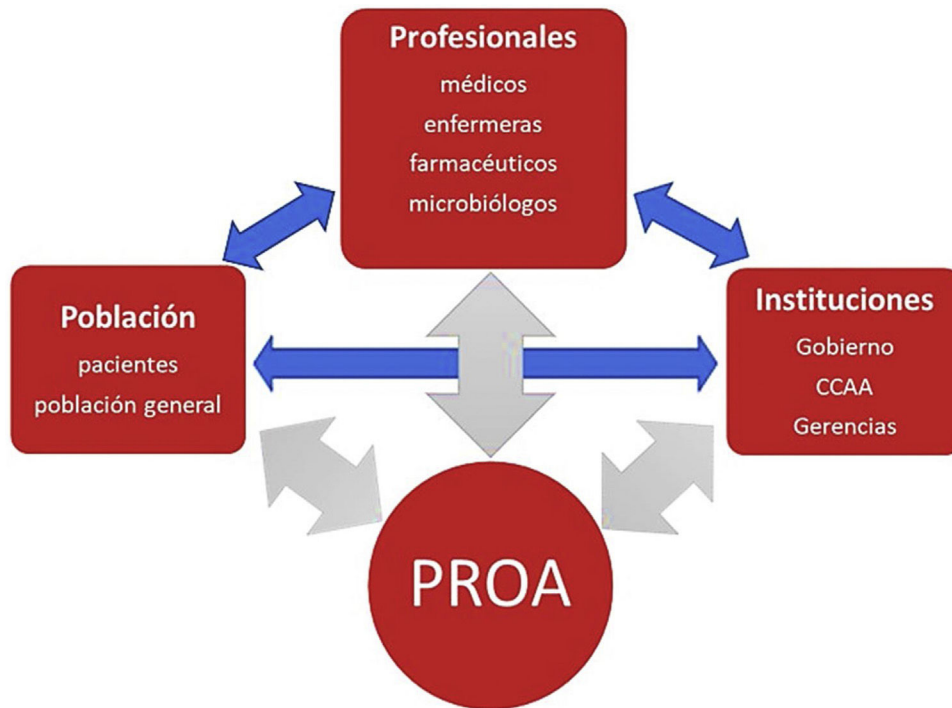 Profesionales
médicos
enfermeras
farmacéuticos
microbiólogos
Población
pacientes
población general
Instituciones
Gobierno
CCAA
Gerencias
PROA